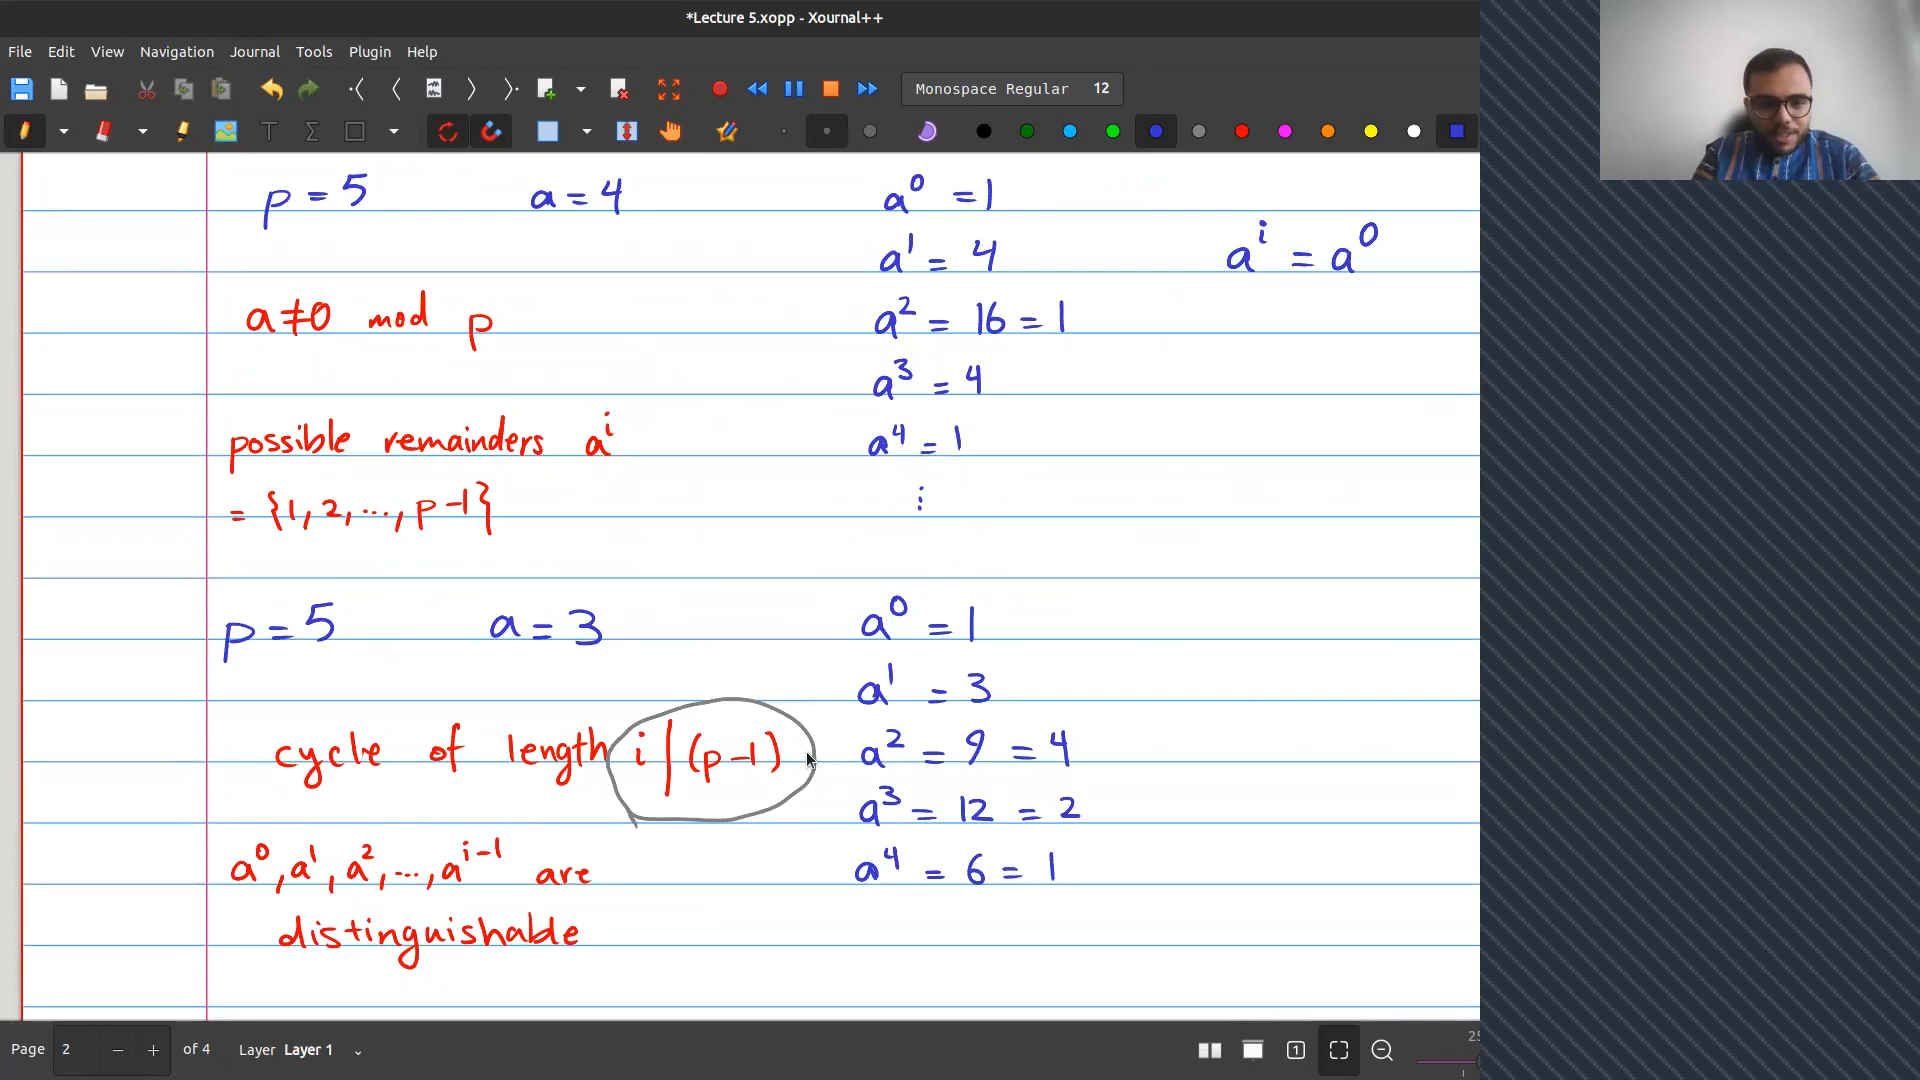 *Lecture 5.xopp - Xournal++
File Edit View Navigation Journal Tools Plugin Help
Monospace Regular 12
p = 5 a = 4 a⁰ = 1
a¹ = 4 aⁱ = a⁰
a ≠ 0 mod p a² = 16 = 1
a³ = 4
possible remainders aⁱ a⁴ = 1
= {1, 2, ..., p-1} ⋮
p = 5 a = 3 a⁰ = 1
a¹ = 3
cycle of length i | (p-1) a² = 9 = 4
a³ = 12 = 2
a⁰, a¹, a², ..., aⁱ⁻¹ are a⁴ = 6 = 1
distinguishable
Page 2 − + of 4 Layer Layer 1